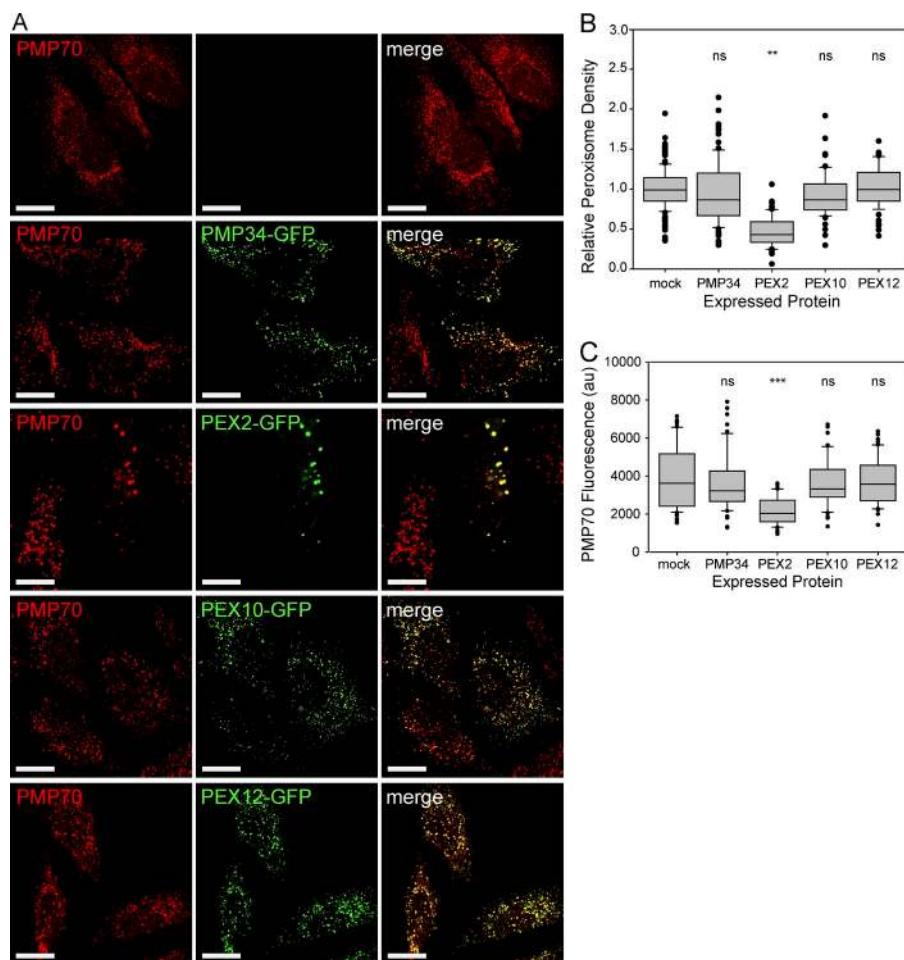 A
PMP70
merge
PMP70
PMP34-GFP
merge
PMP70
PEX2-GFP
merge
PMP70
PEX10-GFP
merge
PMP70
PEX12-GFP
merge
B
Relative Peroxisome Density
3.0
2.5
2.0
1.5
1.0
0.5
0.0
ns
**
ns
ns
mock
PMP34
PEX2
PEX10
PEX12
Expressed Protein
C
PMP70 Fluorescence (au)
10000
8000
6000
4000
2000
0
ns
***
ns
ns
mock
PMP34
PEX2
PEX10
PEX12
Expressed Protein